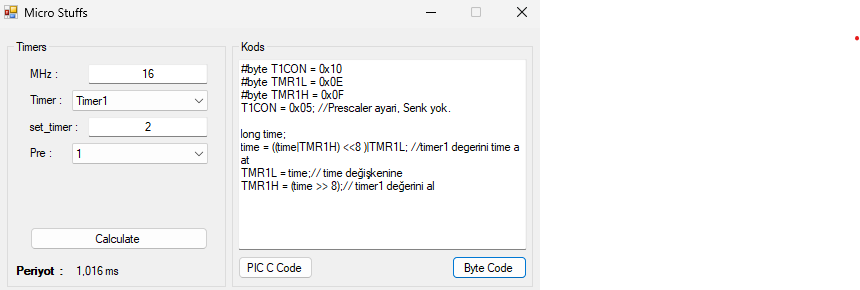 Micro Stuffs
Timers
MHz :
16
Timer :
Timer1
set_timer :
2
Pre :
1
Calculate
Periyot :
1,016 ms
Kods
#byte T1CON = 0x10
#byte TMR1L = 0x0E
#byte TMR1H = 0x0F
T1CON = 0x05; //Prescaler ayari, Senk yok.
long time;
time = ((time|TMR1H) <<8 )|TMR1L; //timer1 degerini time a
at
TMR1L = time;// time değişkenine
TMR1H = (time >> 8);// timer1 değerini al
PIC C Code
Byte Code